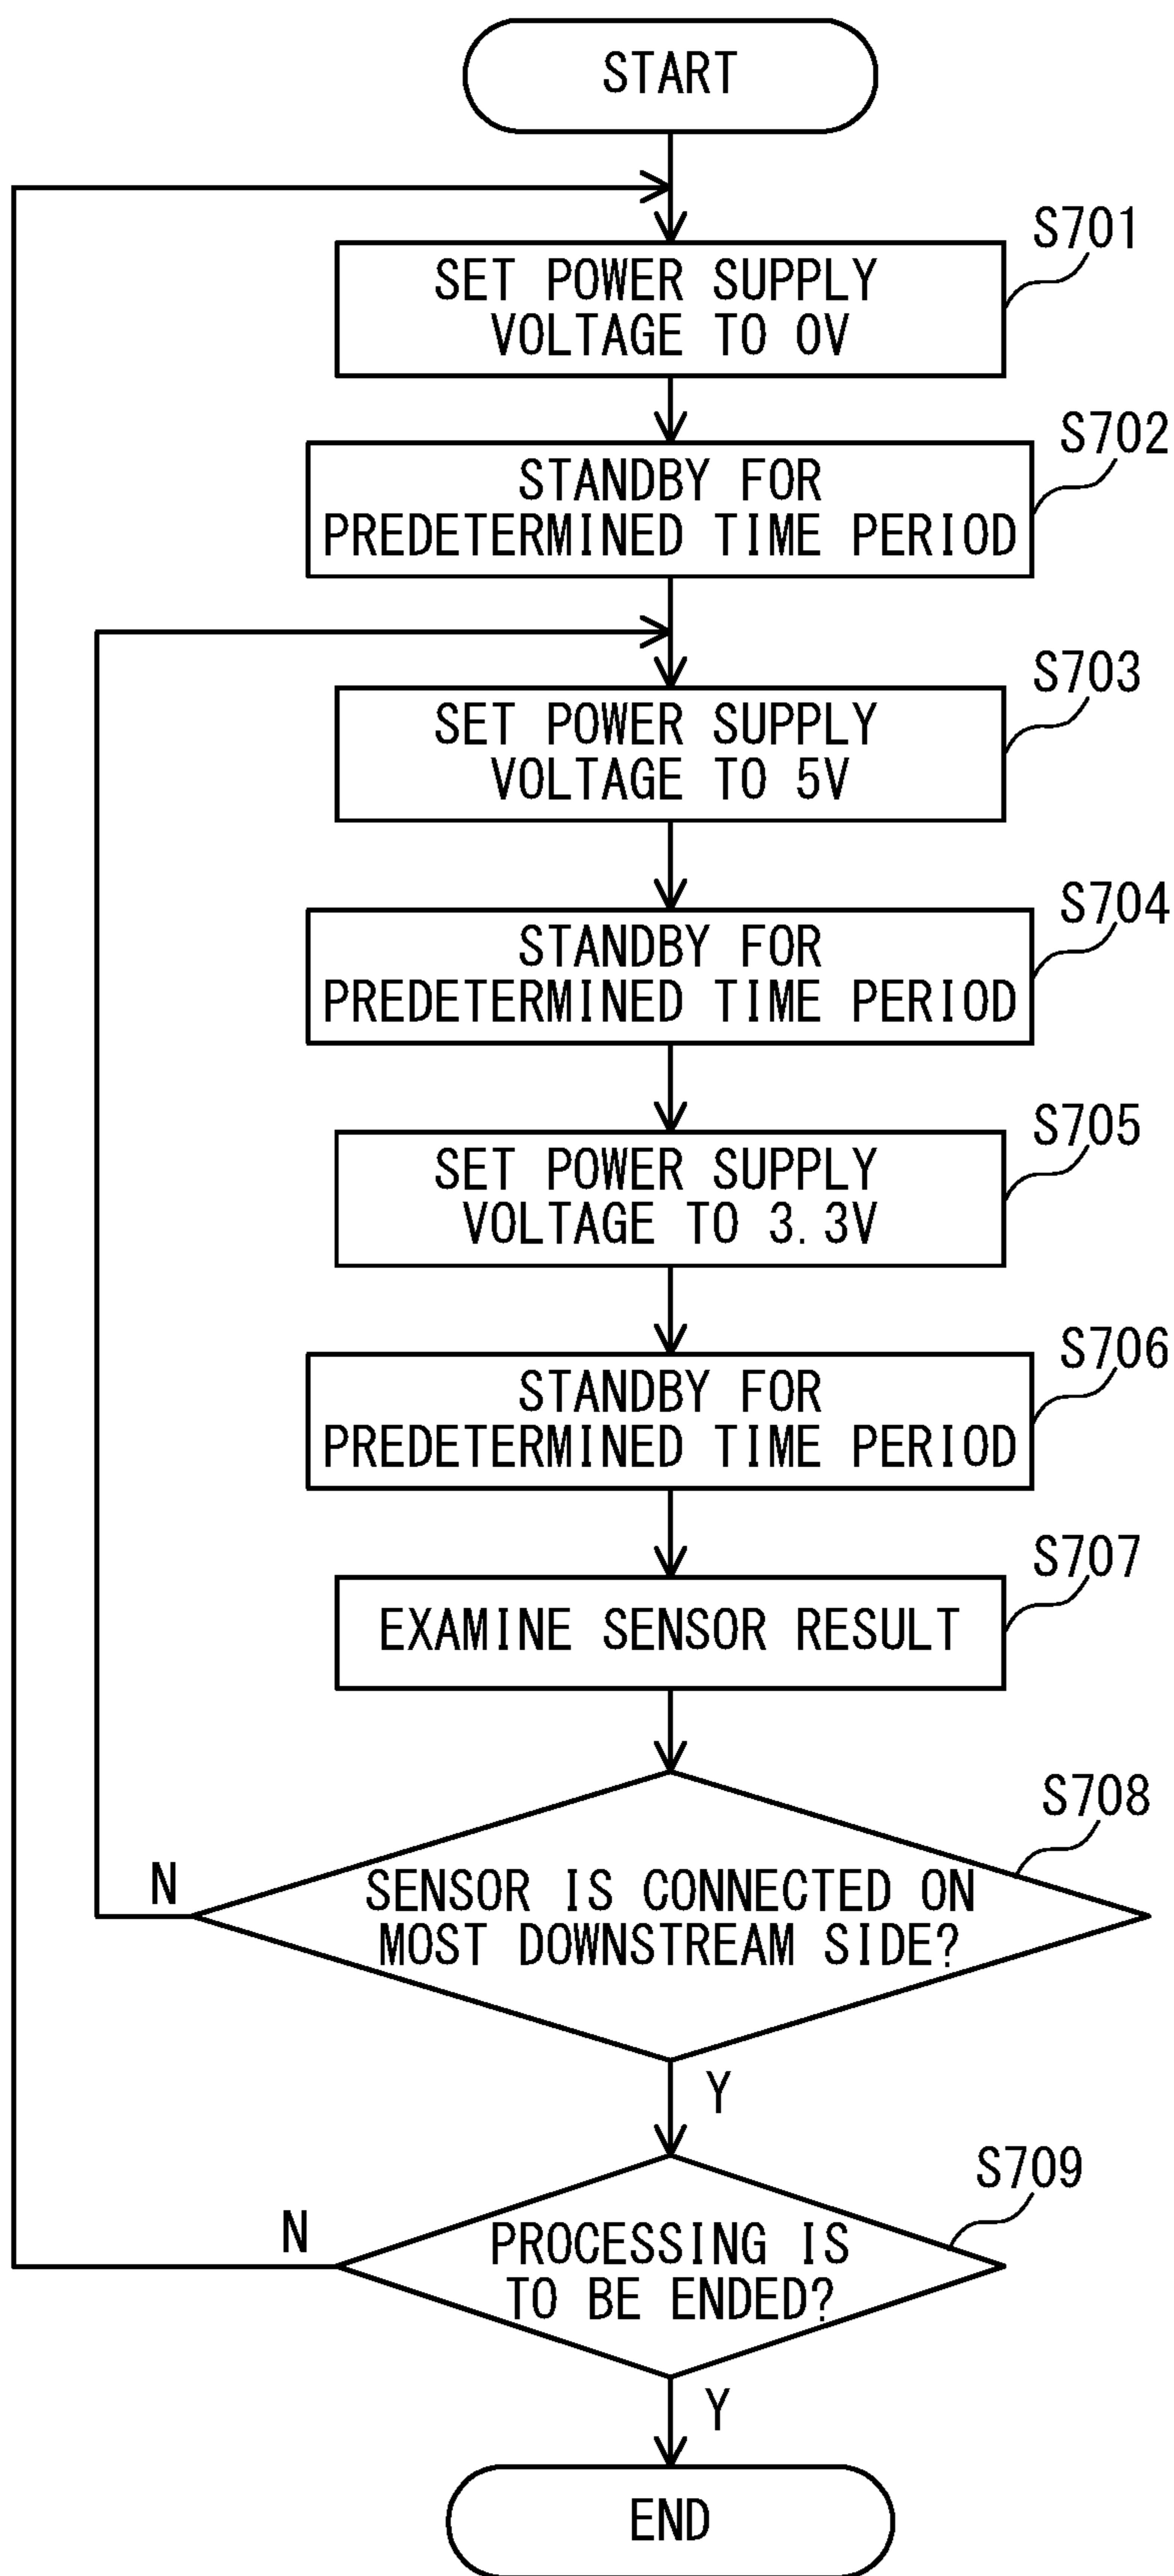 START
S701
SET POWER SUPPLY
VOLTAGE TO 0V
S702
STANDBY FOR
PREDETERMINED TIME PERIOD
S703
SET POWER SUPPLY
VOLTAGE TO 5V
S704
STANDBY FOR
PREDETERMINED TIME PERIOD
S705
SET POWER SUPPLY
VOLTAGE TO 3.3V
S706
STANDBY FOR
PREDETERMINED TIME PERIOD
S707
EXAMINE SENSOR RESULT
S708
N
SENSOR IS CONNECTED ON
MOST DOWNSTREAM SIDE?
Y
S709
N
PROCESSING IS
TO BE ENDED?
Y
END